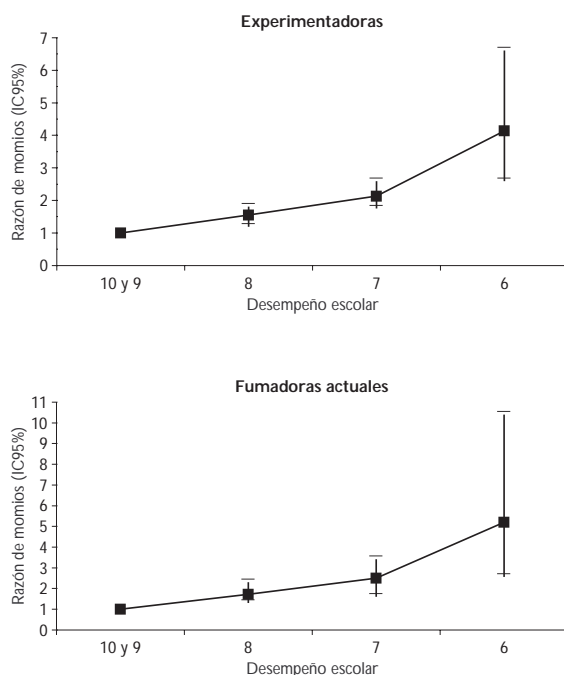 Experimentadoras
Razón de momios (IC95%)
7
6
5
4
3
2
1
0
10 y 9 8 7 6
Desempeño escolar
Fumadoras actuales
Razón de momios (IC95%)
11
10
9
8
7
6
5
4
3
2
1
0
10 y 9 8 7 6
Desempeño escolar